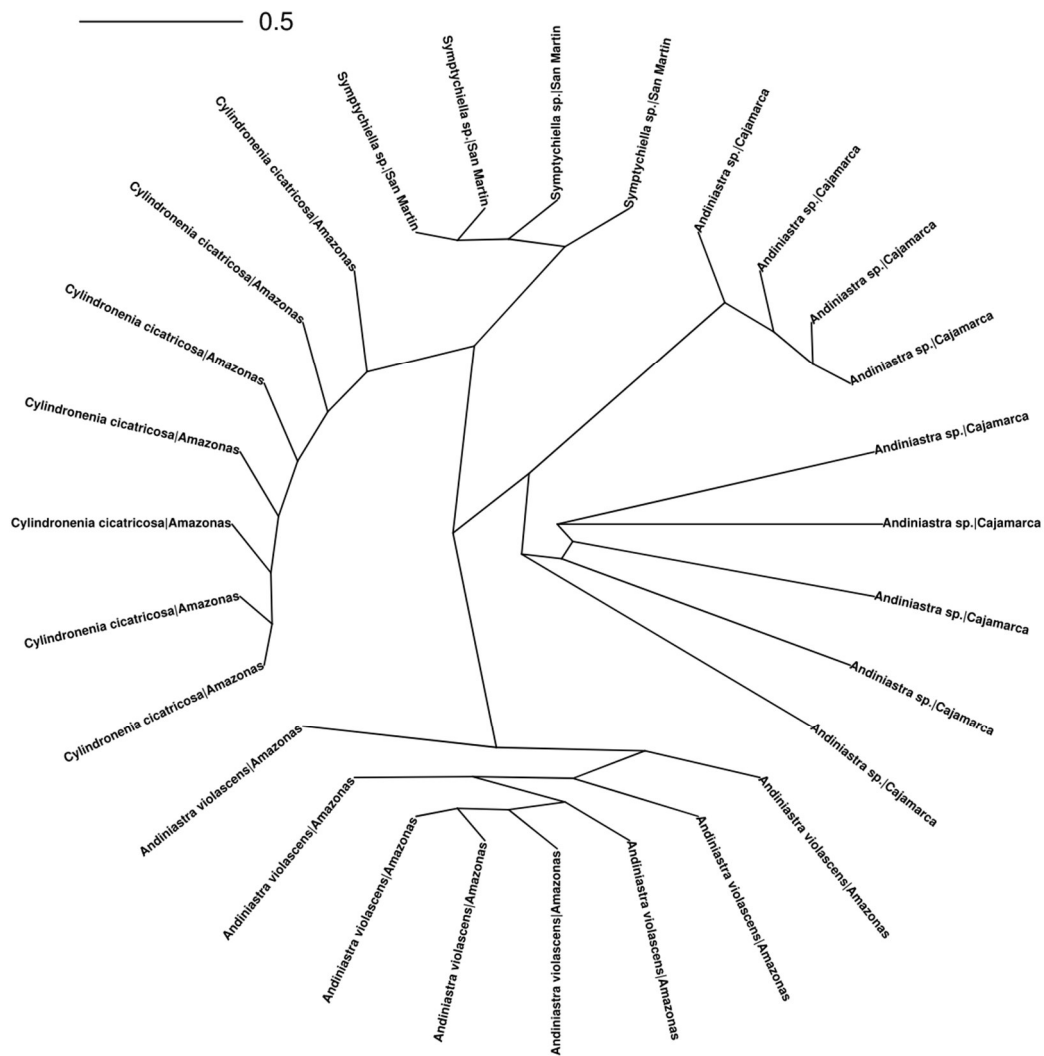 0.5
Symptychiella sp.|San Martin
Symptychiella sp.|San Martin
Symptychiella sp.|San Martin
Symptychiella sp.|San Martin
Andiniastra sp.|Cajamarca
Andiniastra sp.|Cajamarca
Andiniastra sp.|Cajamarca
Andiniastra sp.|Cajamarca
Andiniastra sp.|Cajamarca
Andiniastra sp.|Cajamarca
Andiniastra sp.|Cajamarca
Andiniastra sp.|Cajamarca
Andiniastra sp.|Cajamarca
Andiniastra violascens|Amazonas
Andiniastra violascens|Amazonas
Andiniastra violascens|Amazonas
Andiniastra violascens|Amazonas
Andiniastra violascens|Amazonas
Andiniastra violascens|Amazonas
Andiniastra violascens|Amazonas
Andiniastra violascens|Amazonas
Cylindronenia cicatricosa|Amazonas
Cylindronenia cicatricosa|Amazonas
Cylindronenia cicatricosa|Amazonas
Cylindronenia cicatricosa|Amazonas
Cylindronenia cicatricosa|Amazonas
Cylindronenia cicatricosa|Amazonas
Cylindronenia cicatricosa|Amazonas